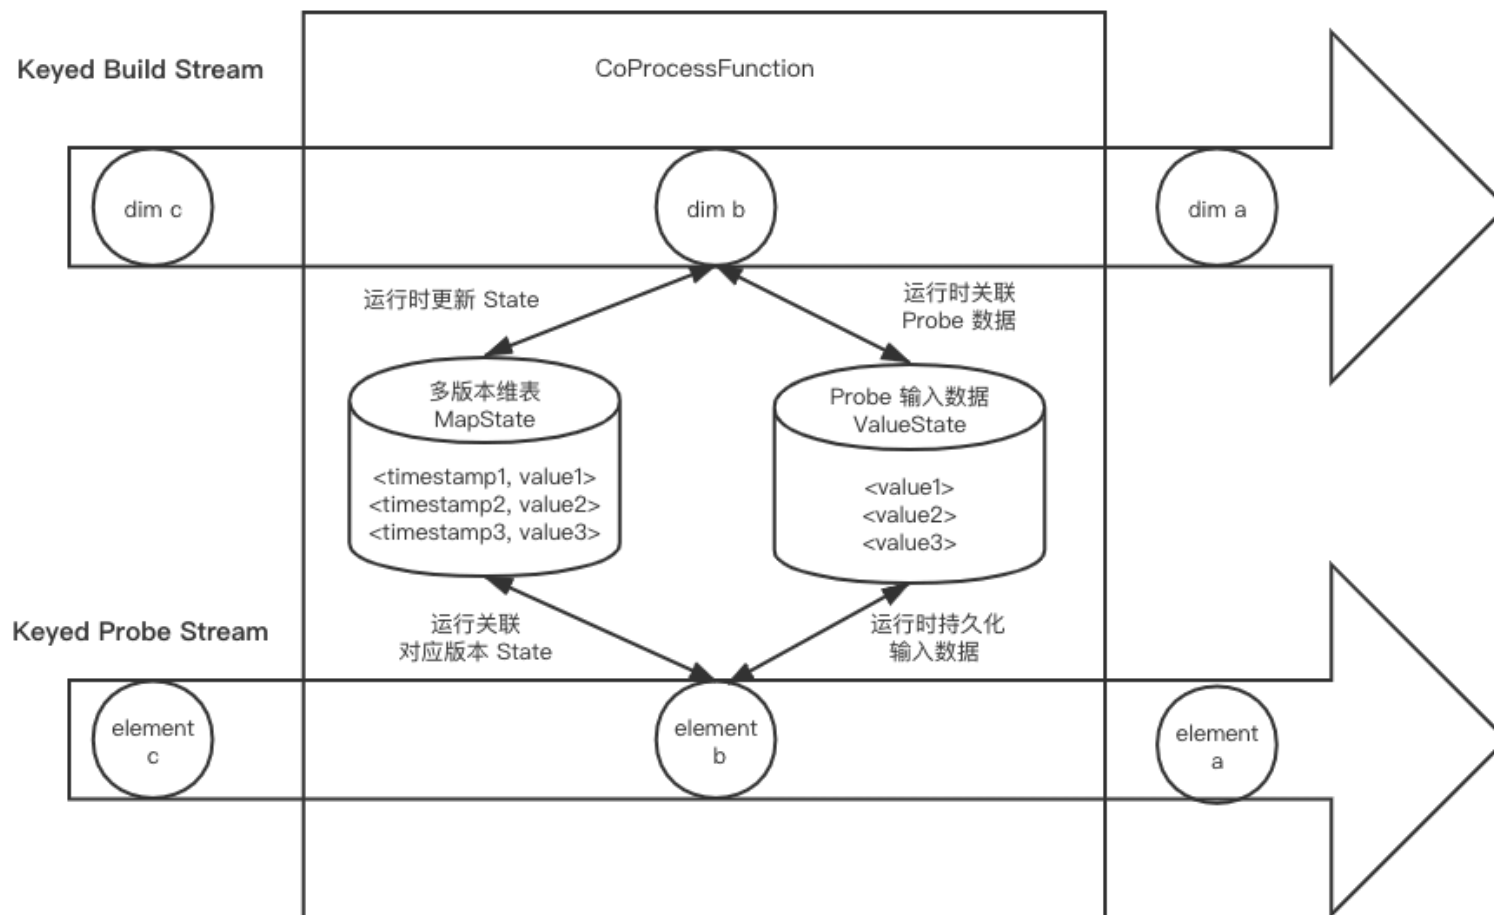 Keyed Build Stream
CoProcessFunction
dim c
dim b
dim a
运行时更新 State
运行时关联
Probe 数据
多版本维表
MapState
<timestamp1, value1>
<timestamp2, value2>
<timestamp3, value3>
Probe 输入数据
ValueState
<value1>
<value2>
<value3>
Keyed Probe Stream
运行关联
对应版本 State
运行时持久化
输入数据
element
c
element
b
element
a